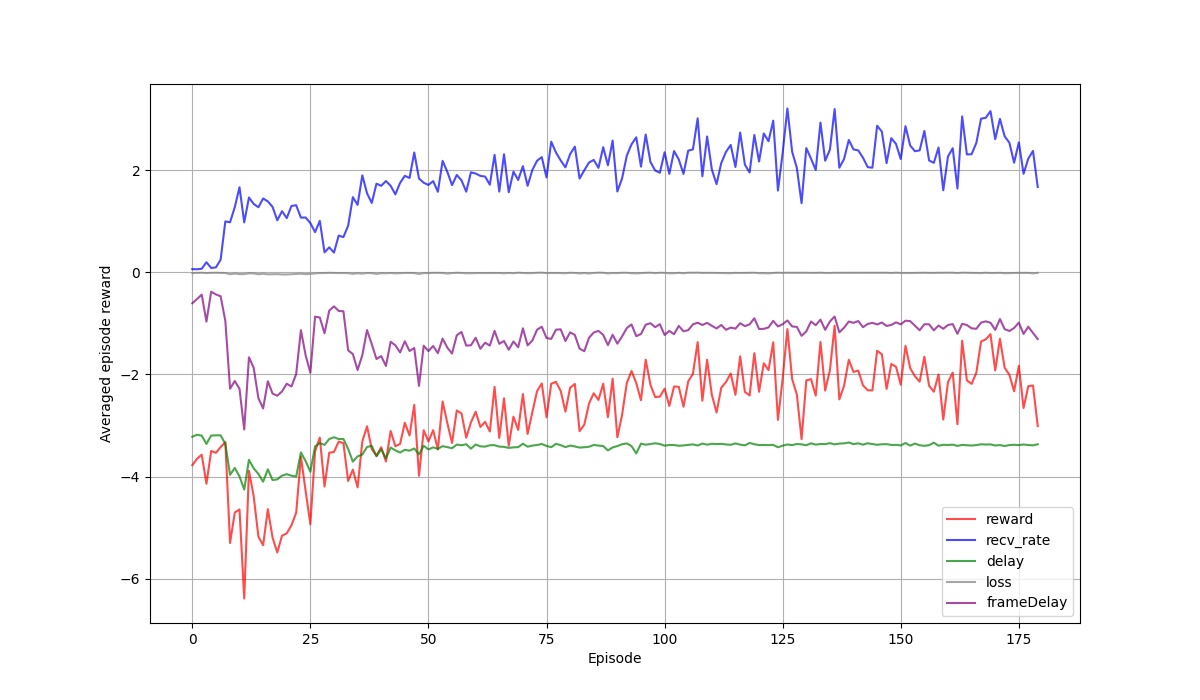 Averaged episode reward
2
0
−2
−4
−6
0
25
50
75
100
125
150
175
Episode
reward
recv_rate
delay
loss
frameDelay